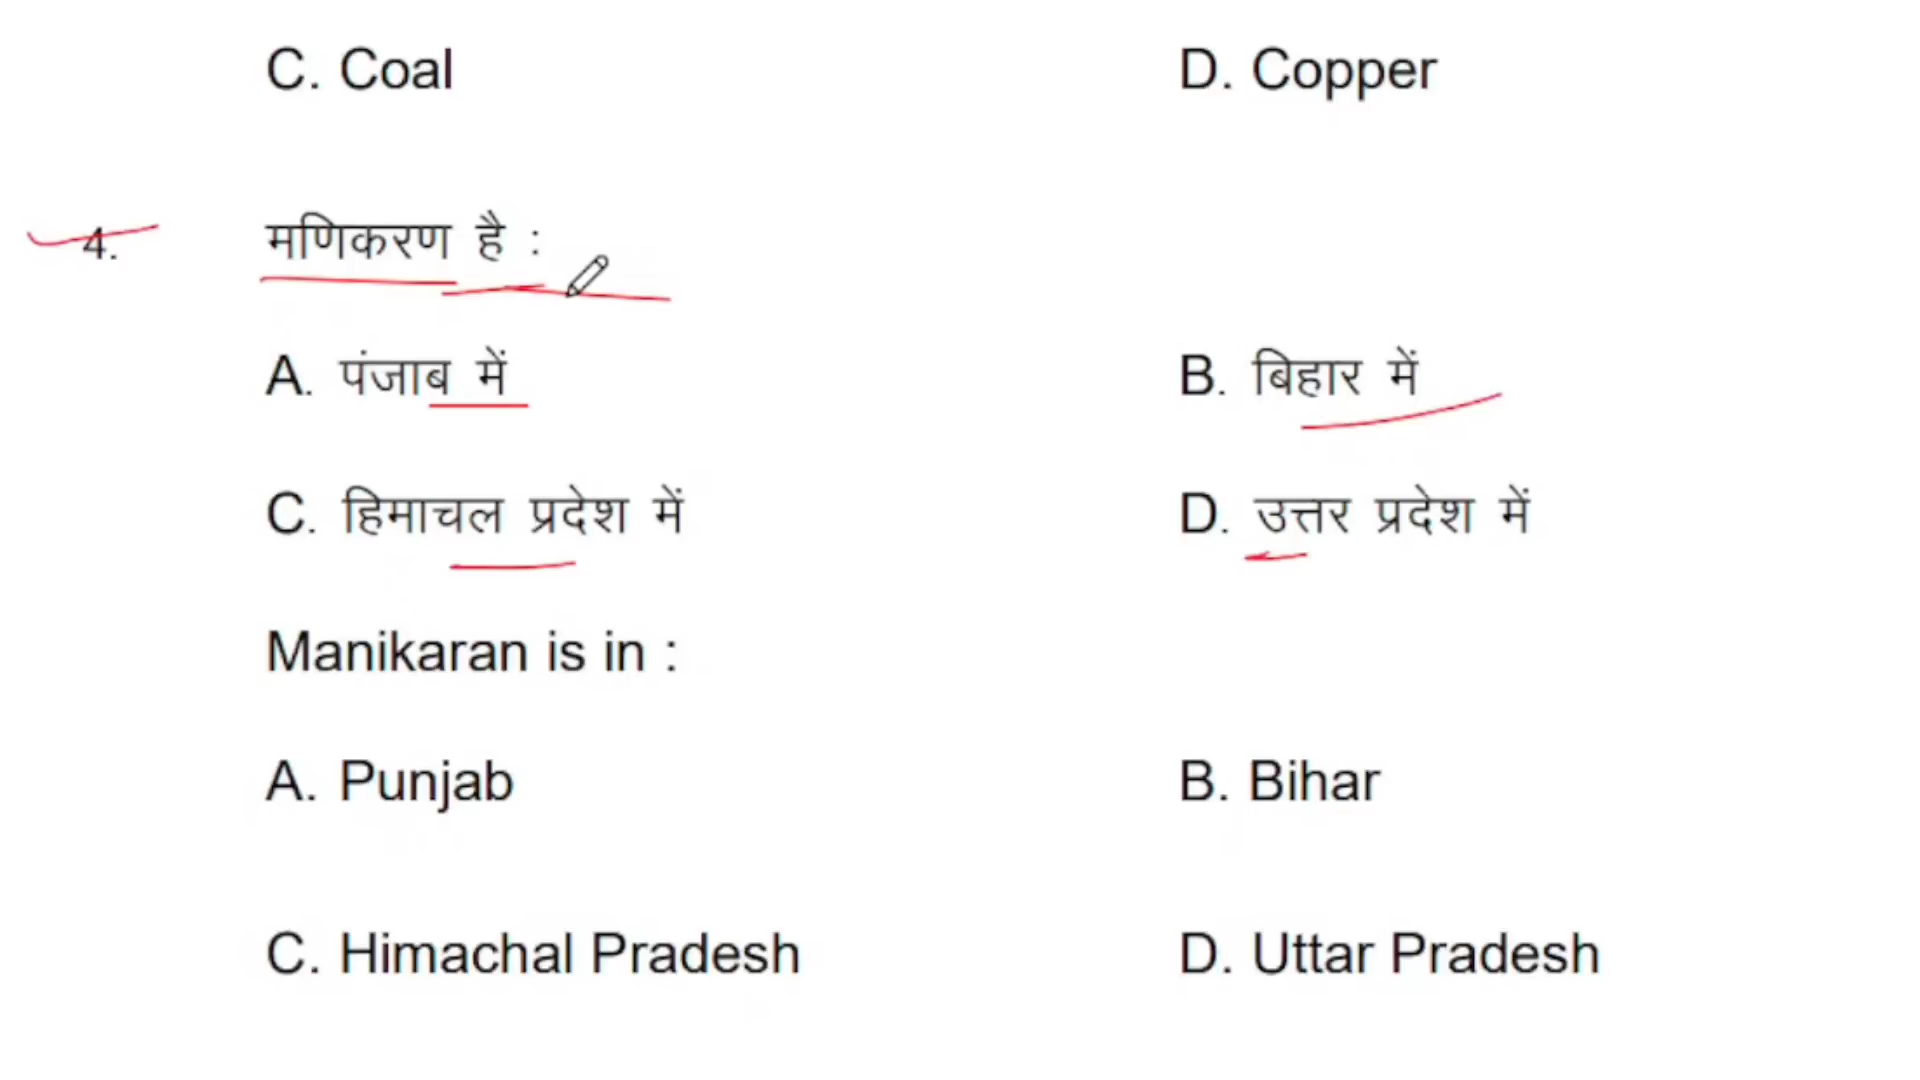 C. Coal D. Copper
4. मणिकरण है :
A. पंजाब में B. बिहार में
C. हिमाचल प्रदेश में D. उत्तर प्रदेश में
Manikaran is in :
A. Punjab B. Bihar
C. Himachal Pradesh D. Uttar Pradesh